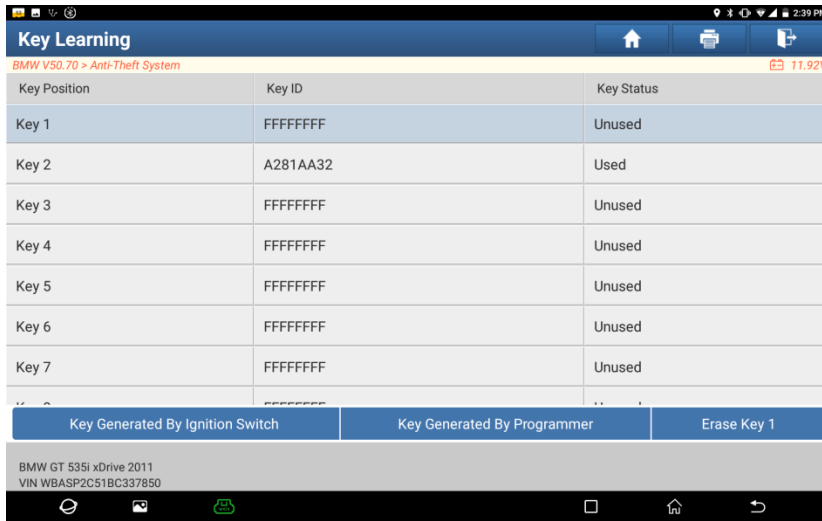 2:39 PM
Key Learning
BMW V50.70 > Anti-Theft System 11.92V
Key Position Key ID Key Status
Key 1 FFFFFFFF Unused
Key 2 A281AA32 Used
Key 3 FFFFFFFF Unused
Key 4 FFFFFFFF Unused
Key 5 FFFFFFFF Unused
Key 6 FFFFFFFF Unused
Key 7 FFFFFFFF Unused
Key Generated By Ignition Switch Key Generated By Programmer Erase Key 1
BMW GT 535i xDrive 2011
VIN WBASP2C51BC337850